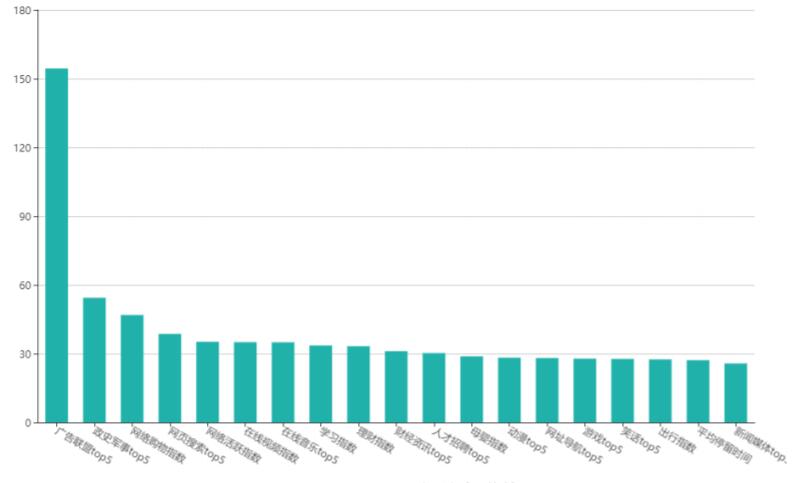 180
150
120
90
60
30
0
广告联盟top5
政史军事top5
网络购物指数
网页搜索top5
网络活跃指数
在线视频指数
在线音乐top5
学习指数
理财指数
财经资讯top5
人才招聘top5
母婴指数
动漫top5
网址导航top5
游戏top5
笑话top5
出行指数
平均停留时间
新闻媒体top